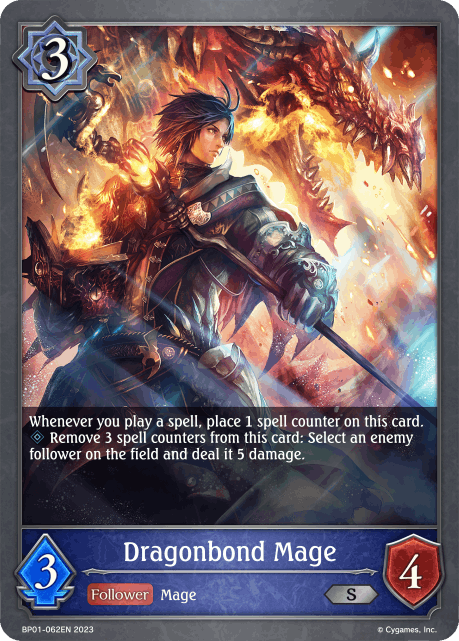 3
Whenever you play a spell, place 1 spell counter on this card.
Remove 3 spell counters from this card: Select an enemy
follower on the field and deal it 5 damage.
Dragonbond Mage
3
Follower Mage
S
4
BP01-062EN 2023
© Cygames, Inc.